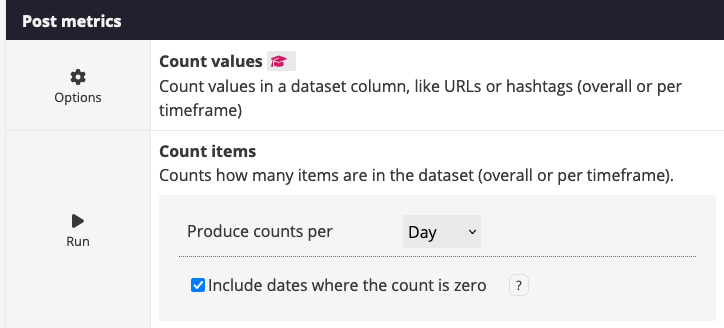 Post metrics
Count values
Options
Count values in a dataset column, like URLs or hashtags (overall or per
timeframe)
Count items
Counts how many items are in the dataset (overall or per timeframe).
Run
Produce counts per
Day
Include dates where the count is zero
?